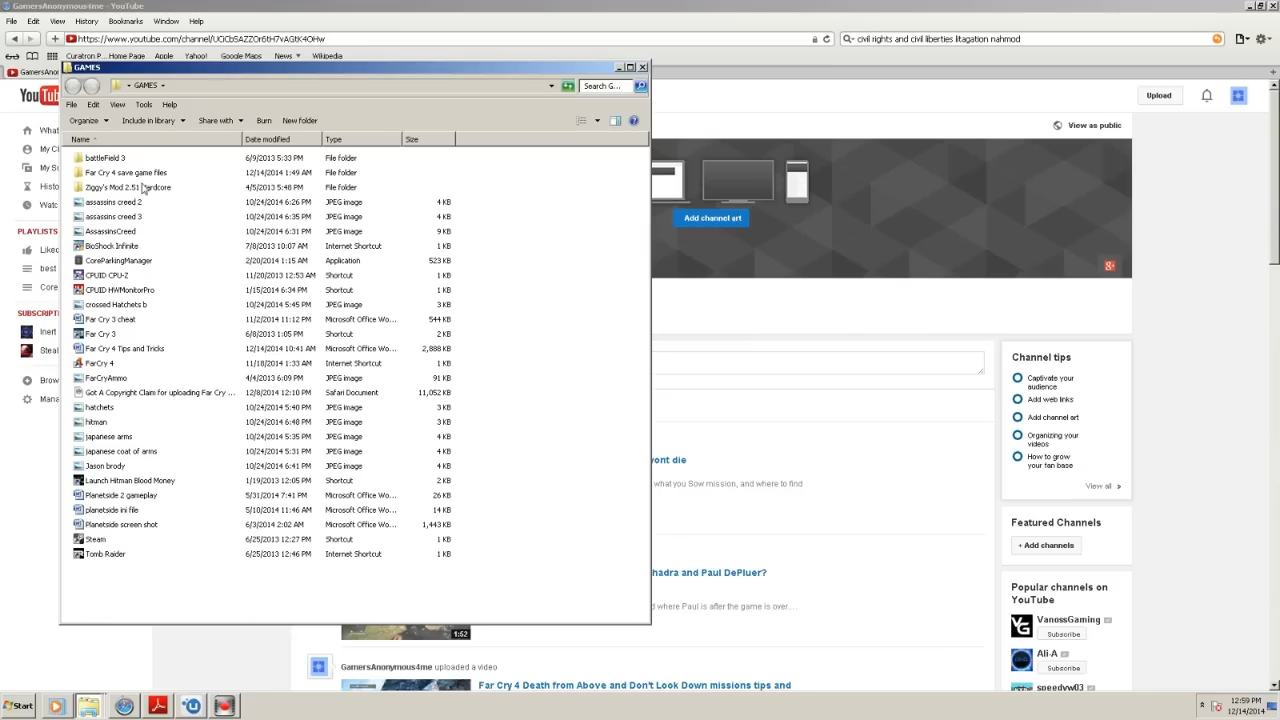 GamersAnonymous4me - YouTube
File Edit View History Bookmarks Window Help
https://www.youtube.com/channel/UCiCbSAZZOr6tH7vAGtK4OHw
civil rights and civil liberties litagation nahmod
Curatron p... Home Page Apple Yahoo! Google Maps News Wikipedia
GamersAnon
GAMES
GAMES
Search G...
File Edit View Tools Help
Organize Include in library Share with Burn New folder
Name Date modified Type Size
battleField 3 6/9/2013 5:33 PM File folder
Far Cry 4 save game files 12/14/2014 1:49 AM File folder
Ziggy's Mod 2.51 Hardcore 4/5/2013 5:48 PM File folder
assassins creed 2 10/24/2014 6:26 PM JPEG image 4 KB
assassins creed 3 10/24/2014 6:35 PM JPEG image 4 KB
AssassinsCreed 10/24/2014 6:31 PM JPEG image 9 KB
BioShock Infinite 7/8/2013 10:07 AM Internet Shortcut 1 KB
CoreParkingManager 2/20/2014 1:15 AM Application 523 KB
CPUID CPU-Z 11/20/2013 12:53 AM Shortcut 1 KB
CPUID HWMonitorPro 1/15/2014 6:34 PM Shortcut 1 KB
crossed Hatchets b 10/24/2014 5:45 PM JPEG image 3 KB
Far Cry 3 cheat 11/2/2014 11:12 PM Microsoft Office Wo... 544 KB
Far Cry 3 6/8/2013 1:05 PM Shortcut 2 KB
Far Cry 4 Tips and Tricks 12/14/2014 10:41 AM Microsoft Office Wo... 2,888 KB
FarCry 4 11/18/2014 1:33 AM Internet Shortcut 1 KB
FarCryAmmo 4/4/2013 6:09 PM JPEG image 91 KB
Got A Copyright Claim for uploading Far Cry ... 12/8/2014 12:10 PM Safari Document 11,052 KB
hatchets 10/24/2014 5:40 PM JPEG image 3 KB
hitman 10/24/2014 6:48 PM JPEG image 3 KB
japanese arms 10/24/2014 5:35 PM JPEG image 4 KB
japanese coat of arms 10/24/2014 5:35 PM JPEG image 4 KB
Jason brody 10/24/2014 6:41 PM JPEG image 4 KB
Launch Hitman Blood Money 1/19/2013 12:05 PM Shortcut 2 KB
Planetside 2 gameplay 5/31/2014 7:41 PM Microsoft Office Wo... 26 KB
planetside ini file 5/10/2014 11:46 AM Microsoft Office Wo... 14 KB
Planetside screen shot 6/3/2014 2:02 AM Microsoft Office Wo... 1,443 KB
Steam 6/25/2013 12:27 PM Shortcut 1 KB
Tomb Raider 6/25/2013 12:46 PM Internet Shortcut 1 KB
You Tub
What
My Cl
My Su
Histo
Watc
PLAYLISTS
Liked
best
Core
SUBSCRIPT
Inert
Steal
Brow
Mana
Upload
View as public
Add channel art
Channel tips
Captivate your
audience
Add web links
Add channel art
Organizing your
videos
How to grow
your fan base
View all
Featured Channels
+ Add channels
Popular channels on
YouTube
VanossGaming
Subscribe
Ali-A
Subscribe
speedyw03
wont die
what you Sow mission, and where to find
hadra and Paul DePluer?
d where Paul is after the game is over...
1:52
GamersAnonymous4me uploaded a video
Far Cry 4 Death from Above and Don't Look Down missions tips and
Start
12:59 PM
12/14/2014